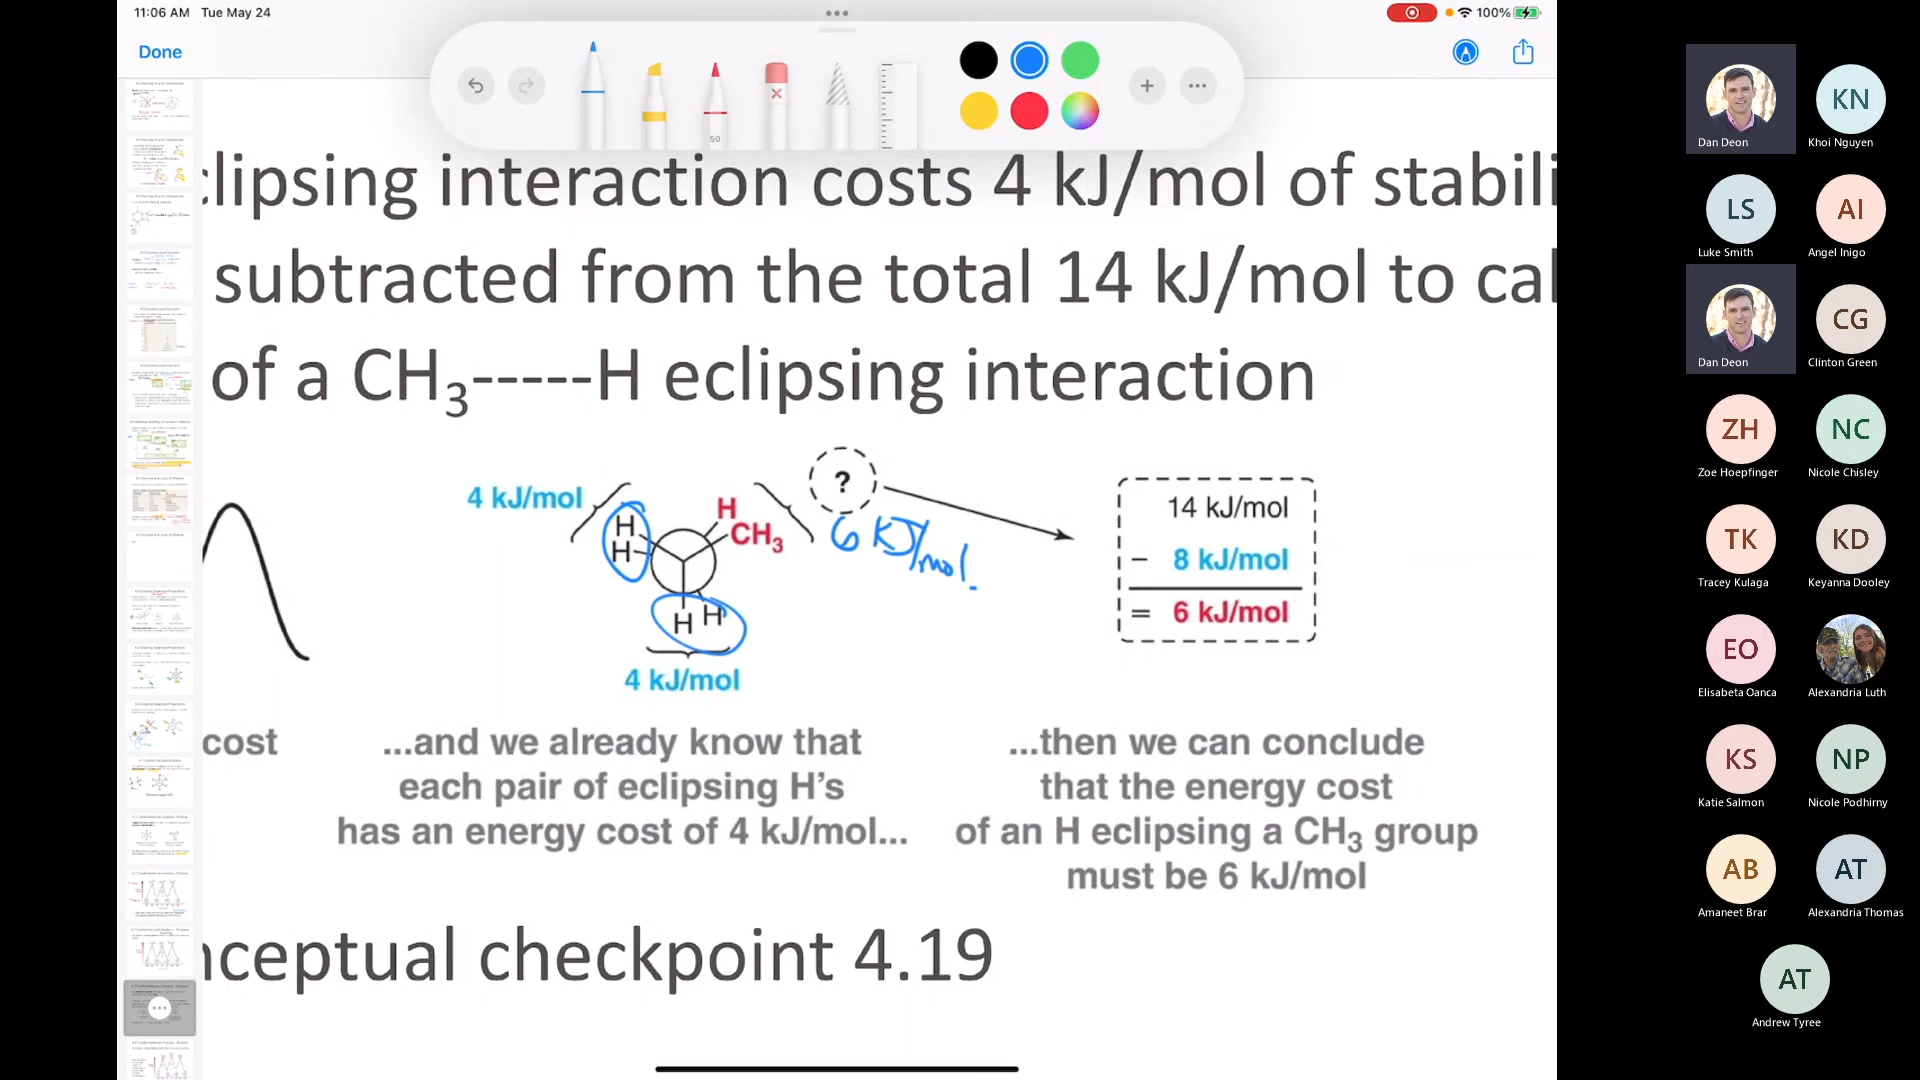 11:06 AM Tue May 24
100%
Done
50
clipsing interaction costs 4 kJ/mol of stabili
subtracted from the total 14 kJ/mol to cal
of a CH₃-----H eclipsing interaction
4 kJ/mol
?
H
H
H
CH₃
6 kJ/mol.
H H
4 kJ/mol
14 kJ/mol
– 8 kJ/mol
= 6 kJ/mol
cost
...and we already know that
each pair of eclipsing H’s
has an energy cost of 4 kJ/mol...
...then we can conclude
that the energy cost
of an H eclipsing a CH₃ group
must be 6 kJ/mol
nceptual checkpoint 4.19
Dan Deon
KN
Khoi Nguyen
LS
Luke Smith
AI
Angel Inigo
Dan Deon
CG
Clinton Green
ZH
Zoe Hoepfinger
NC
Nicole Chisley
TK
Tracey Kulaga
KD
Keyanna Dooley
EO
Elisabeta Oanca
Alexandria Luth
KS
Katie Salmon
NP
Nicole Podhirny
AB
Amaneet Brar
AT
Alexandria Thomas
AT
Andrew Tyree